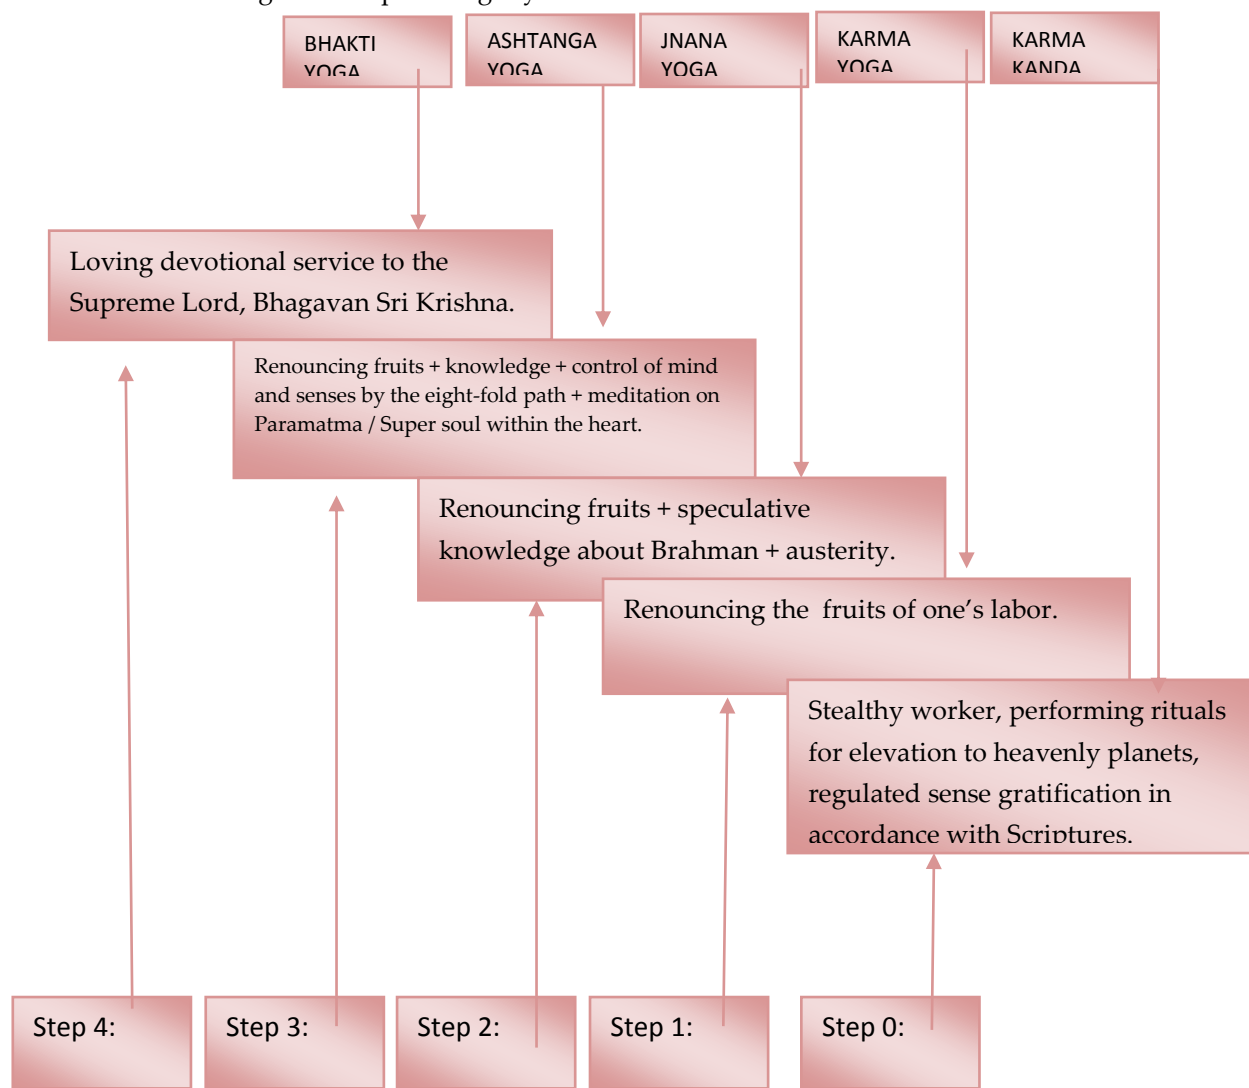 BHAKTI
YOGA
ASHTANGA
YOGA
JNANA
YOGA
KARMA
YOGA
KARMA
KANDA
Loving devotional service to the
Supreme Lord, Bhagavan Sri Krishna.
Renouncing fruits + knowledge + control of mind
and senses by the eight-fold path + meditation on
Paramatma / Super soul within the heart.
Renouncing fruits + speculative
knowledge about Brahman + austerity.
Renouncing the fruits of one’s labor.
Stealthy worker, performing rituals
for elevation to heavenly planets,
regulated sense gratification in
accordance with Scriptures.
Step 4:
Step 3:
Step 2:
Step 1:
Step 0: